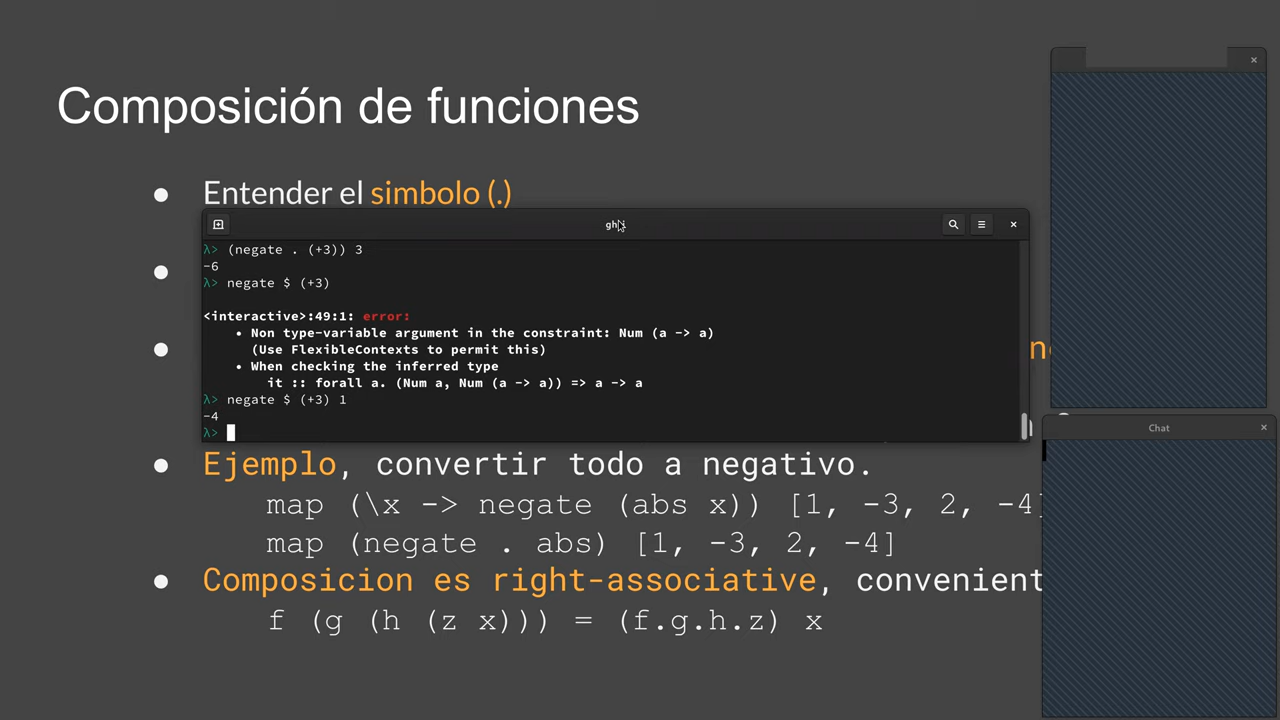 Composición de funciones
● Entender el simbolo (.)
ghci
λ> (negate . (+3)) 3
-6
λ> negate $ (+3)
<interactive>:49:1: error:
• Non type-variable argument in the constraint: Num (a -> a)
(Use FlexibleContexts to permit this)
• When checking the inferred type
it :: forall a. (Num a, Num (a -> a)) => a -> a
λ> negate $ (+3) 1
-4
λ>
● Ejemplo, convertir todo a negativo.
map (\x -> negate (abs x)) [1, -3, 2, -4]
map (negate . abs) [1, -3, 2, -4]
● Composicion es right-associative, convenient
f (g (h (z x))) = (f.g.h.z) x
Chat